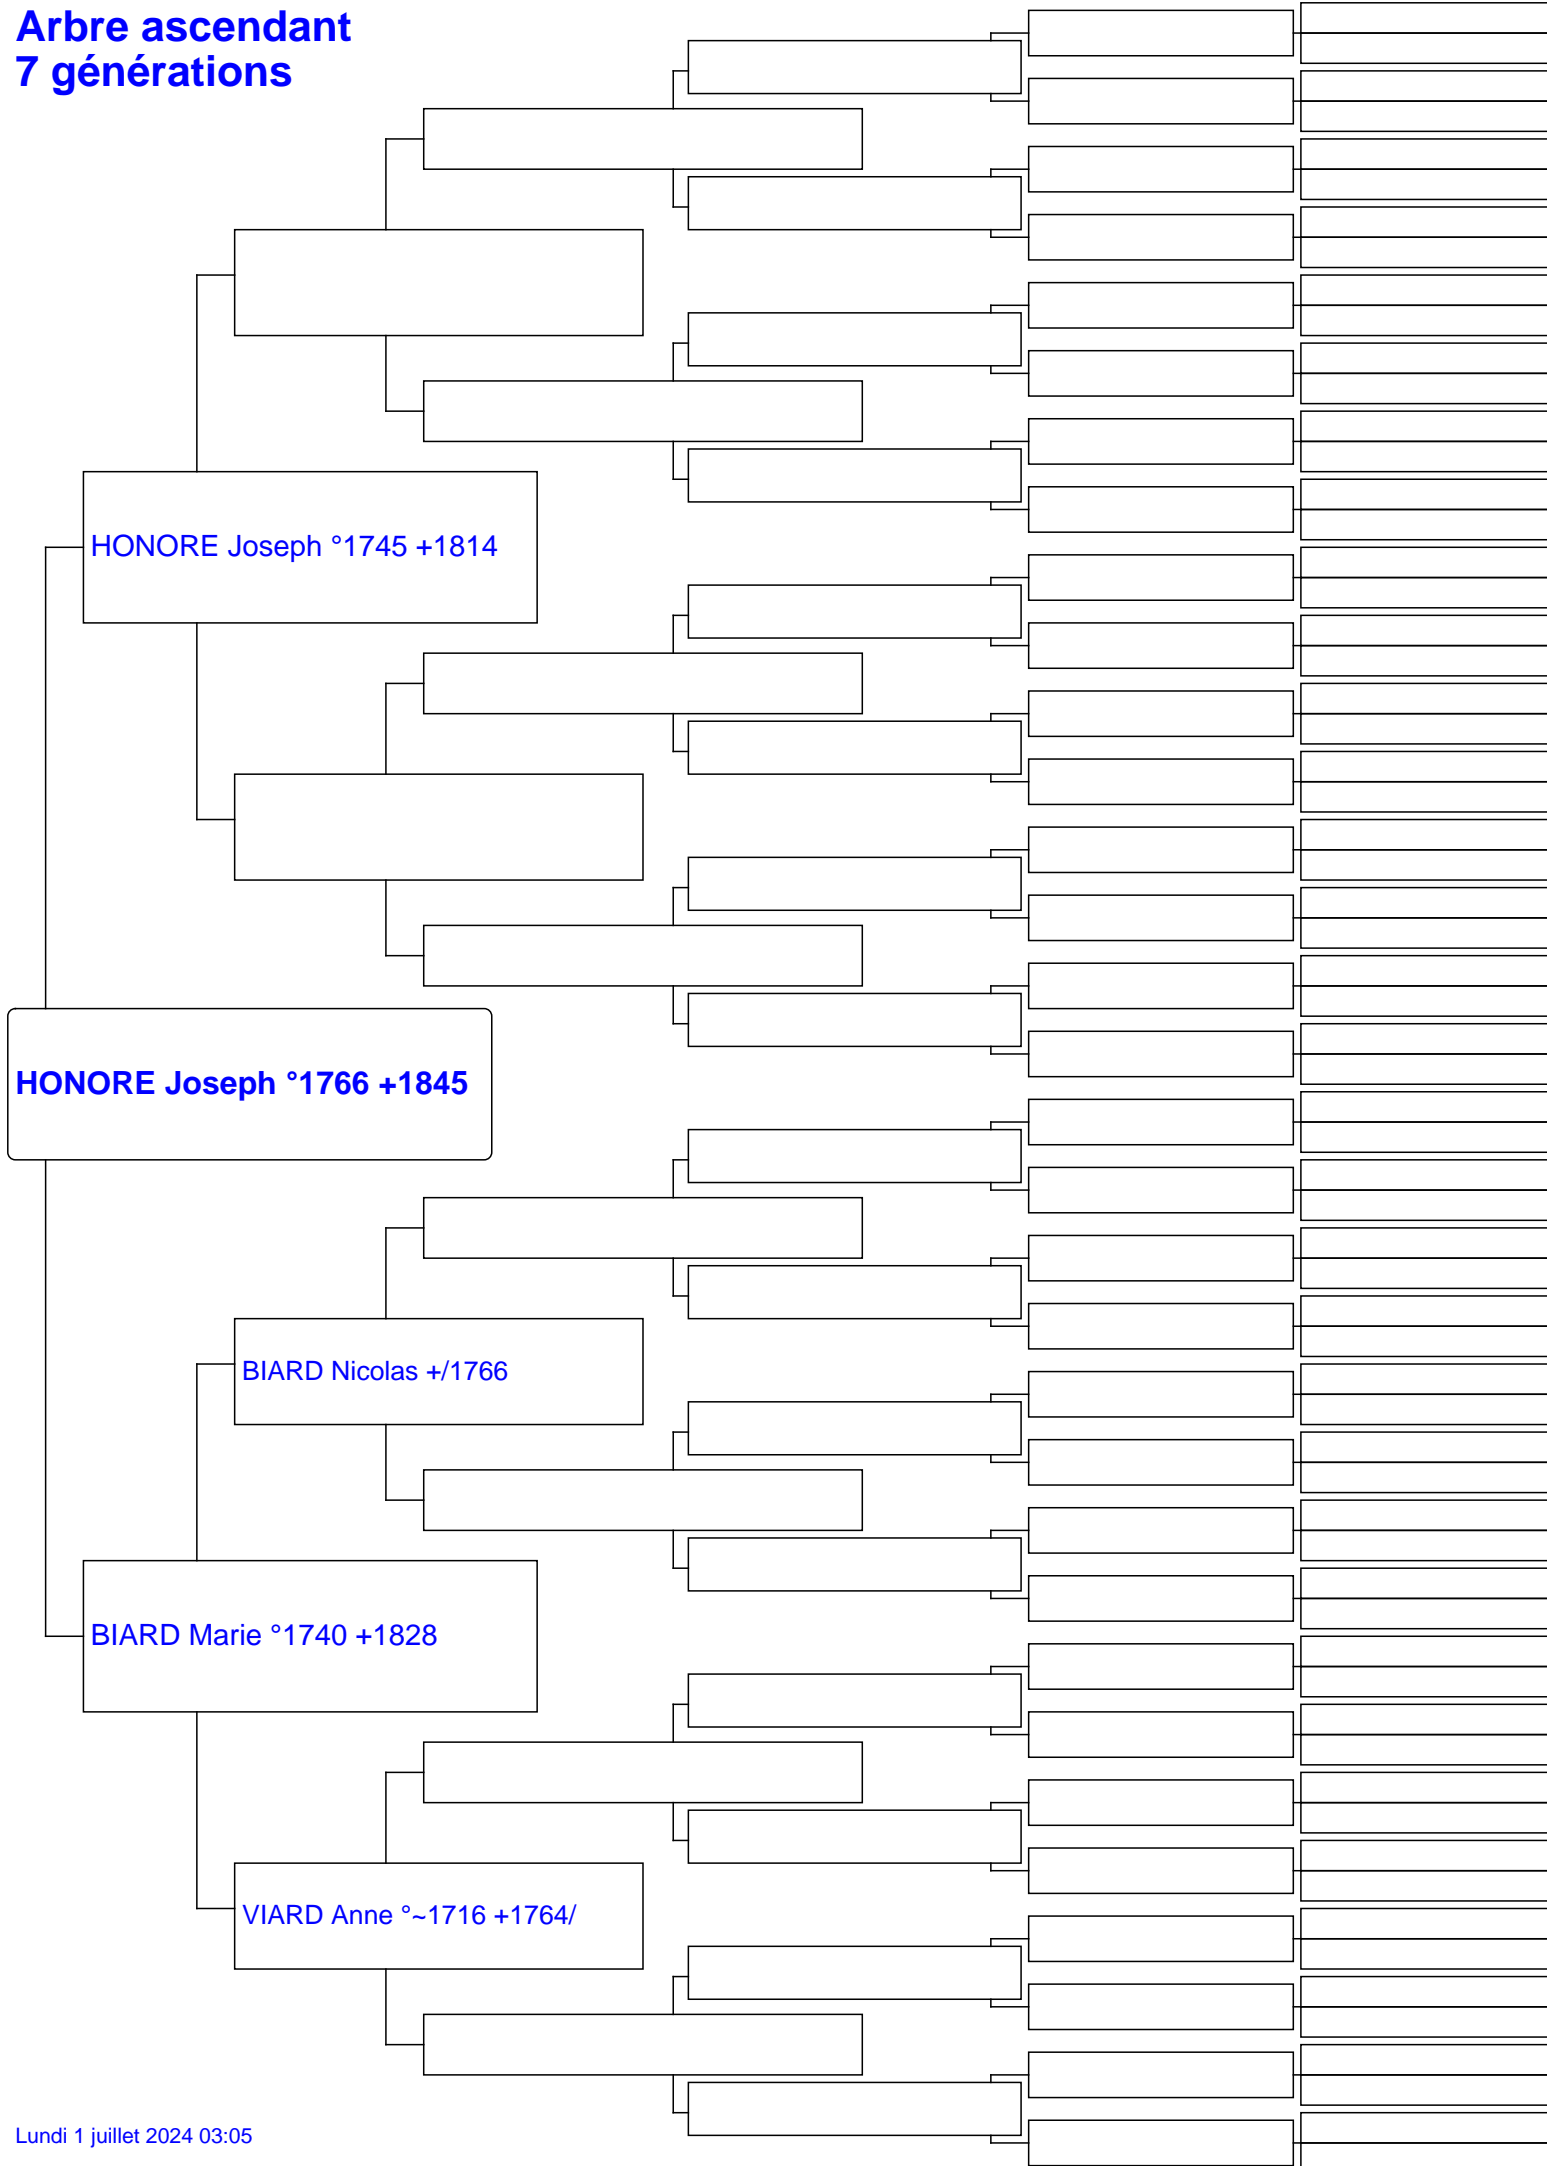 Arbre ascendant
7 générations
HONORE Joseph °1745 +1814
HONORE Joseph °1766 +1845
BIARD Nicolas +/1766
BIARD Marie °1740 +1828
VIARD Anne °~1716 +1764/
Lundi 1 juillet 2024 03:05